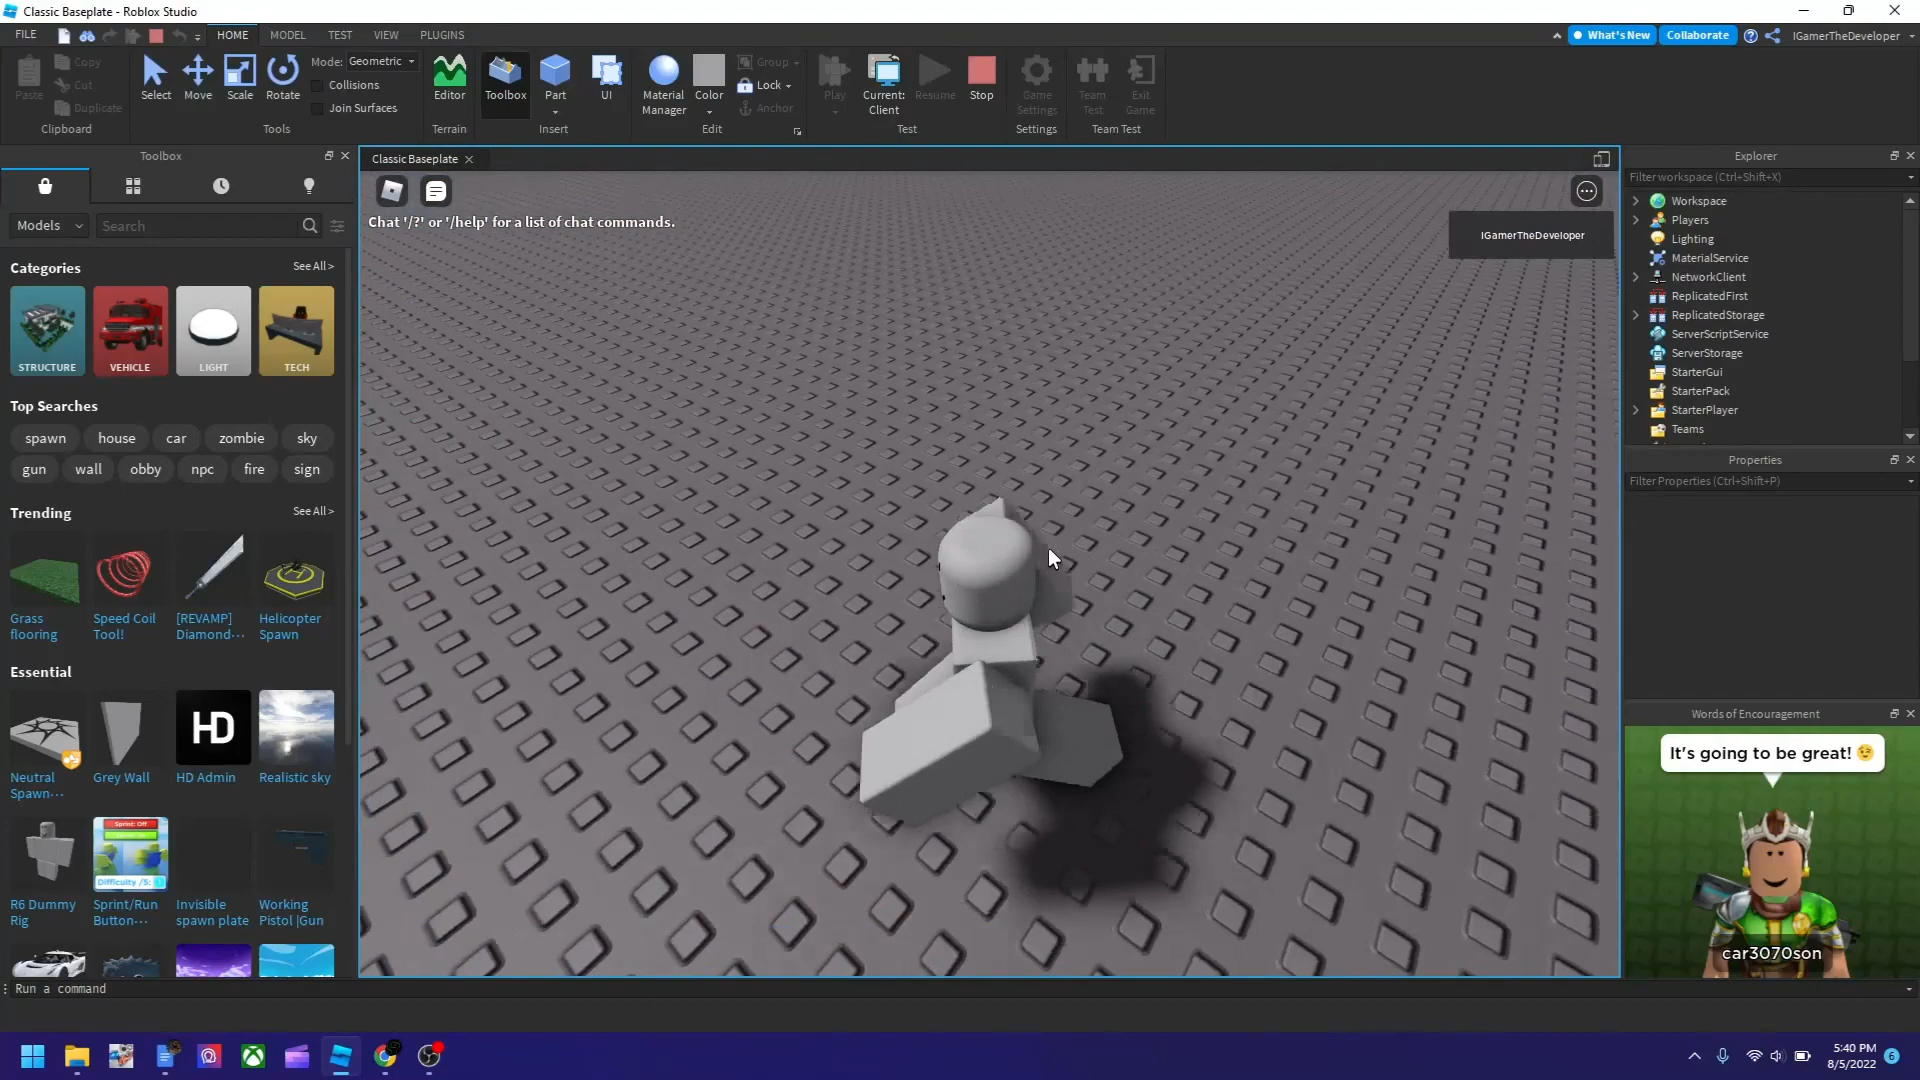 Classic Baseplate - Roblox Studio
FILE
HOME
MODEL
TEST
VIEW
PLUGINS
What's New
Collaborate
IGamerTheDeveloper
Paste
Copy
Cut
Duplicate
Clipboard
Select
Move
Scale
Rotate
Mode: Geometric
Collisions
Join Surfaces
Tools
Editor
Terrain
Toolbox
Part
UI
Insert
Material
Manager
Color
Group
Lock
Anchor
Edit
Play
Current:
Client
Resume
Stop
Test
Game
Settings
Settings
Team
Test
Exit
Game
Team Test
Toolbox
Models
Search
Categories
See All >
STRUCTURE
VEHICLE
LIGHT
TECH
Top Searches
spawn
house
car
zombie
sky
gun
wall
obby
npc
fire
sign
Trending
See All >
Grass
flooring
Speed Coil
Tool!
[REVAMP]
Diamond···
Helicopter
Spawn
Essential
HD
Neutral
Spawn···
Grey Wall
HD Admin
Realistic sky
Sprint: Off
Difficulty /5:
R6 Dummy
Rig
Sprint/Run
Button···
Invisible
spawn plate
Working
Pistol |Gun
Classic Baseplate
Chat '/?' or '/help' for a list of chat commands.
IGamerTheDeveloper
Explorer
Filter workspace (Ctrl+Shift+X)
Workspace
Players
Lighting
MaterialService
NetworkClient
ReplicatedFirst
ReplicatedStorage
ServerScriptService
ServerStorage
StarterGui
StarterPack
StarterPlayer
Teams
Properties
Filter Properties (Ctrl+Shift+P)
Words of Encouragement
It's going to be great! 😉
car3070son
Run a command
5:40 PM
8/5/2022
6